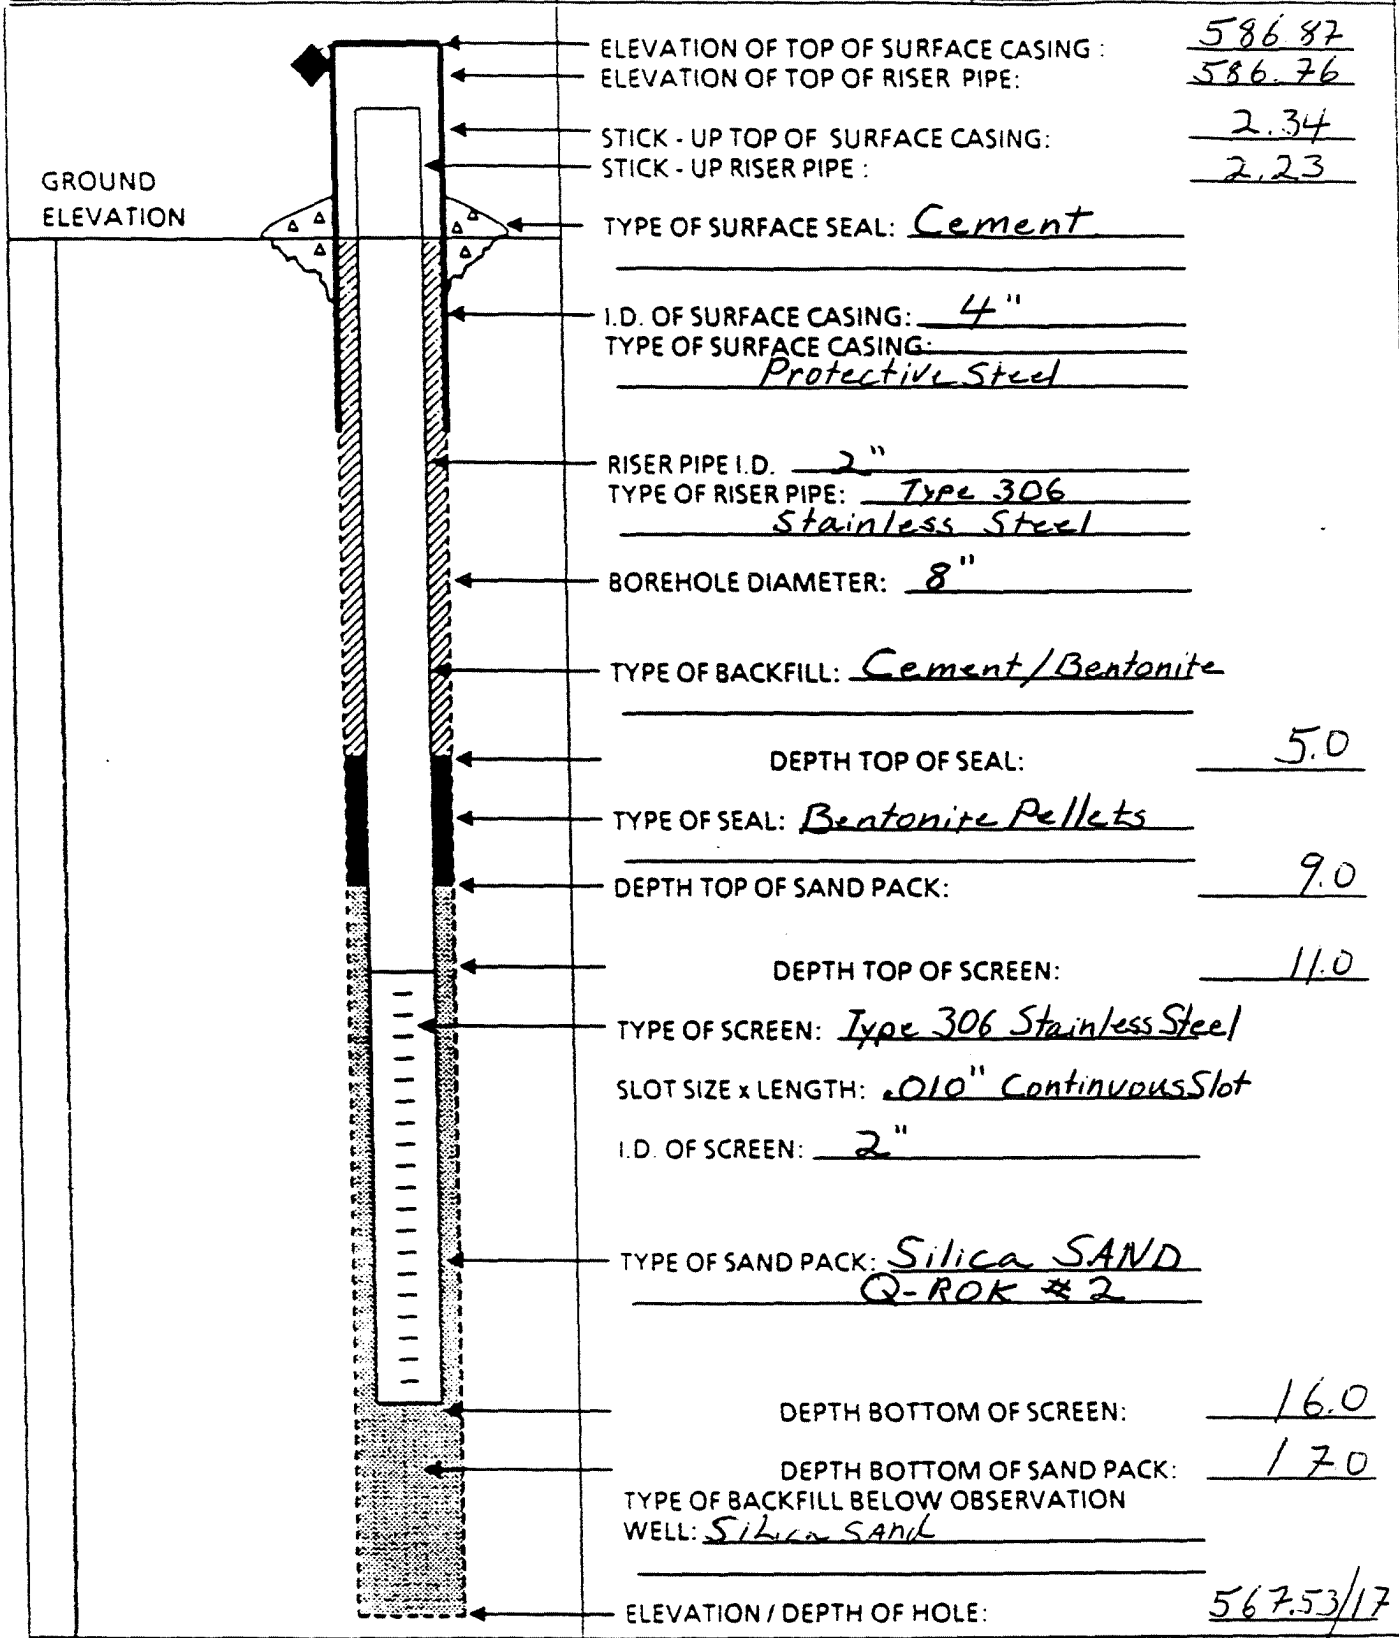 ELEVATION OF TOP OF SURFACE CASING : 586.87
ELEVATION OF TOP OF RISER PIPE: 586.76
STICK - UP TOP OF SURFACE CASING: 2.34
STICK - UP RISER PIPE : 2.23
GROUND
ELEVATION
TYPE OF SURFACE SEAL: Cement
I.D. OF SURFACE CASING: 4"
TYPE OF SURFACE CASING:
Protective Steel
RISER PIPE I.D. 2"
TYPE OF RISER PIPE: Type 306
Stainless Steel
BOREHOLE DIAMETER: 8"
TYPE OF BACKFILL: Cement/Bentonite
DEPTH TOP OF SEAL: 5.0
TYPE OF SEAL: Bentonite Pellets
DEPTH TOP OF SAND PACK: 9.0
DEPTH TOP OF SCREEN: 11.0
TYPE OF SCREEN: Type 306 Stainless Steel
SLOT SIZE x LENGTH: .010" Continuous Slot
I.D. OF SCREEN: 2"
TYPE OF SAND PACK: Silica SAND
Q-ROK #2
DEPTH BOTTOM OF SCREEN: 16.0
DEPTH BOTTOM OF SAND PACK: 17.0
TYPE OF BACKFILL BELOW OBSERVATION
WELL: Silica SANd
ELEVATION / DEPTH OF HOLE: 567.53/17